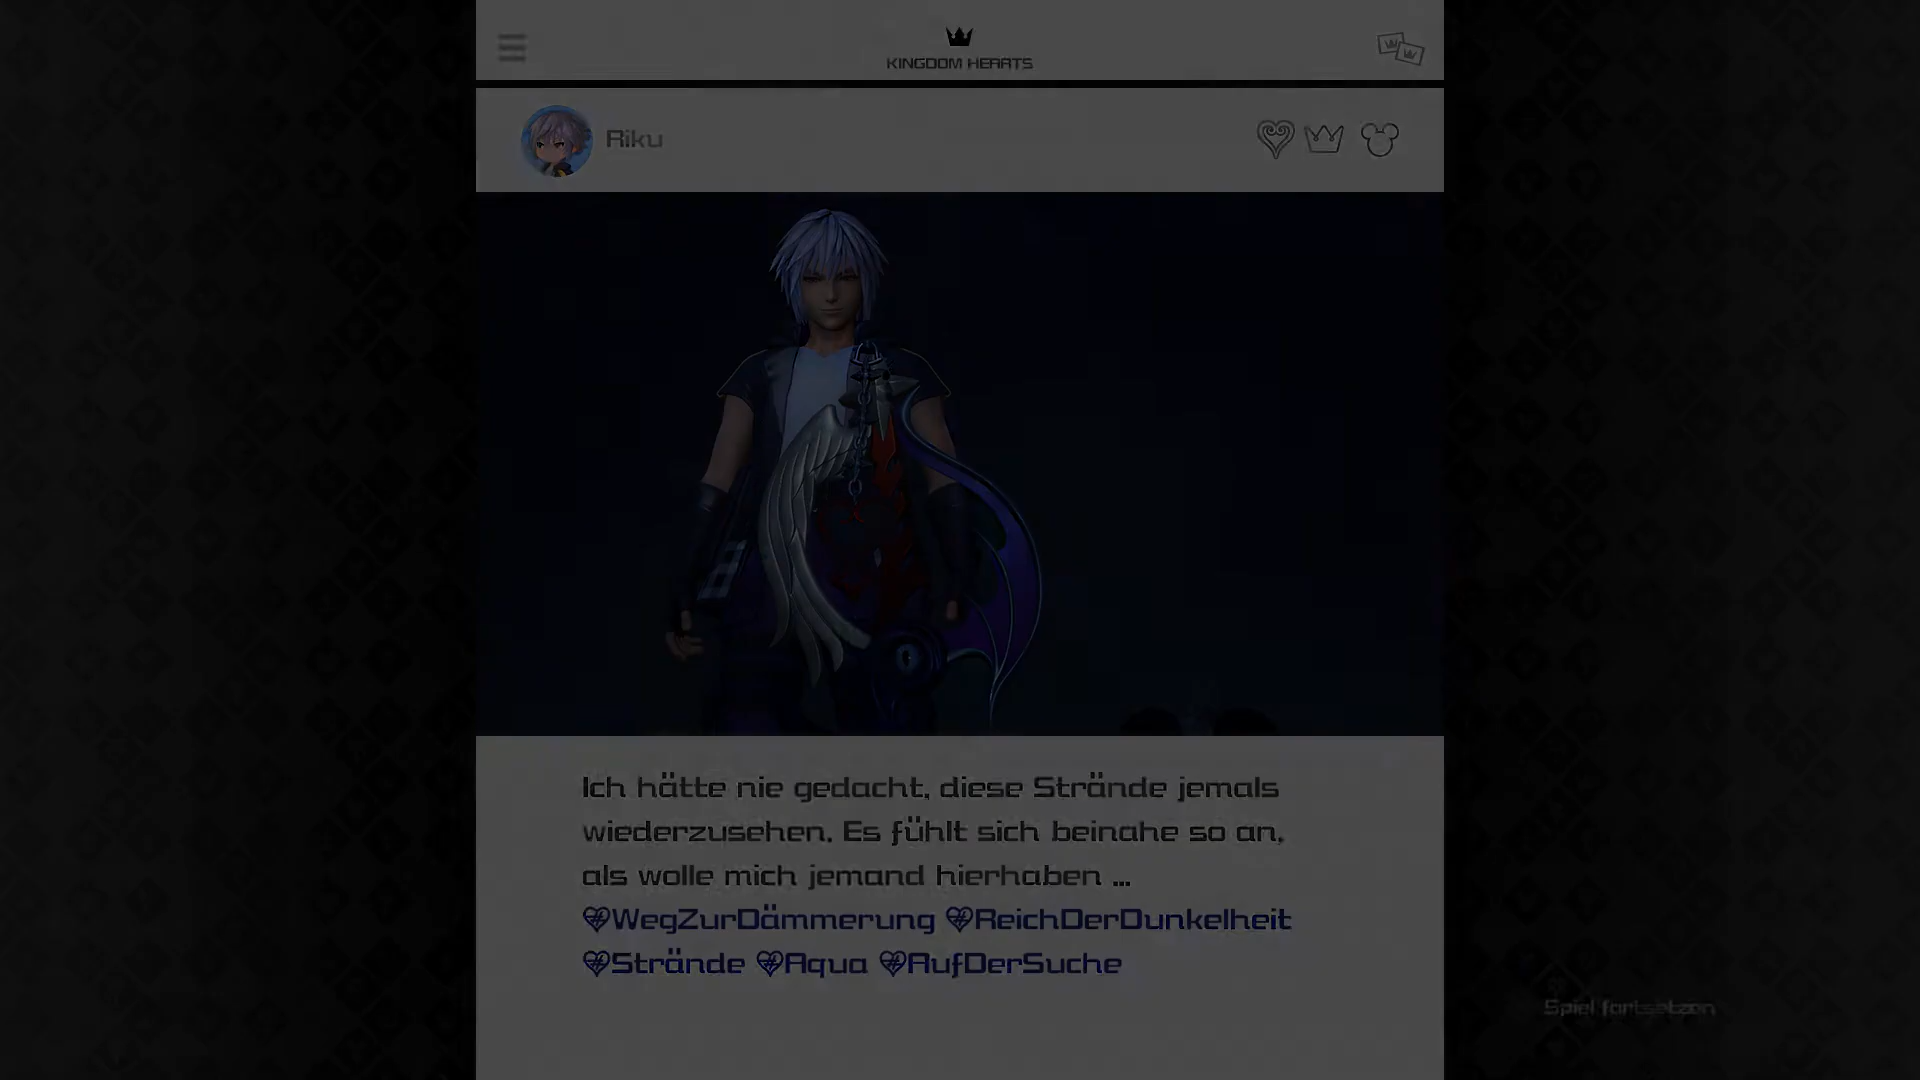 KINGDOM HEARTS
Riku
Ich hätte nie gedacht, diese Strände jemals
wiederzusehen. Es fühlt sich beinahe so an,
als wolle mich jemand hierhaben ...
#WegZurDämmerung #ReichDerDunkelheit
#Strände #Aqua #AufDerSuche
Spiel fortsetzen